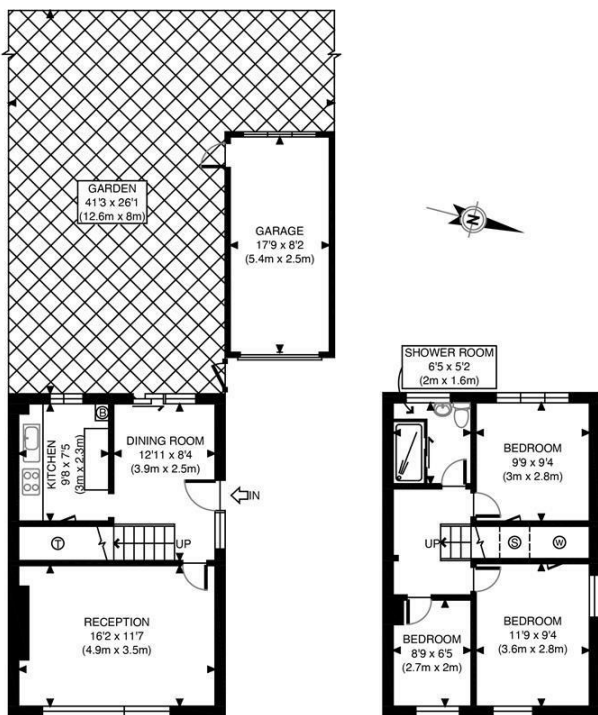 GARDEN
41'3 x 26'1
(12.6m x 8m)
GARAGE
17'9 x 8'2
(5.4m x 2.5m)
N
SHOWER ROOM
6'5 x 5'2
(2m x 1.6m)
B
KITCHEN
9'8 x 7'5
(3m x 2.3m)
DINING ROOM
12'11 x 8'4
(3.9m x 2.5m)
IN
T
UP
RECEPTION
16'2 x 11'7
(4.9m x 3.5m)
BEDROOM
9'9 x 9'4
(3m x 2.8m)
UP
S
W
BEDROOM
8'9 x 6'5
(2.7m x 2m)
BEDROOM
11'9 x 9'4
(3.6m x 2.8m)